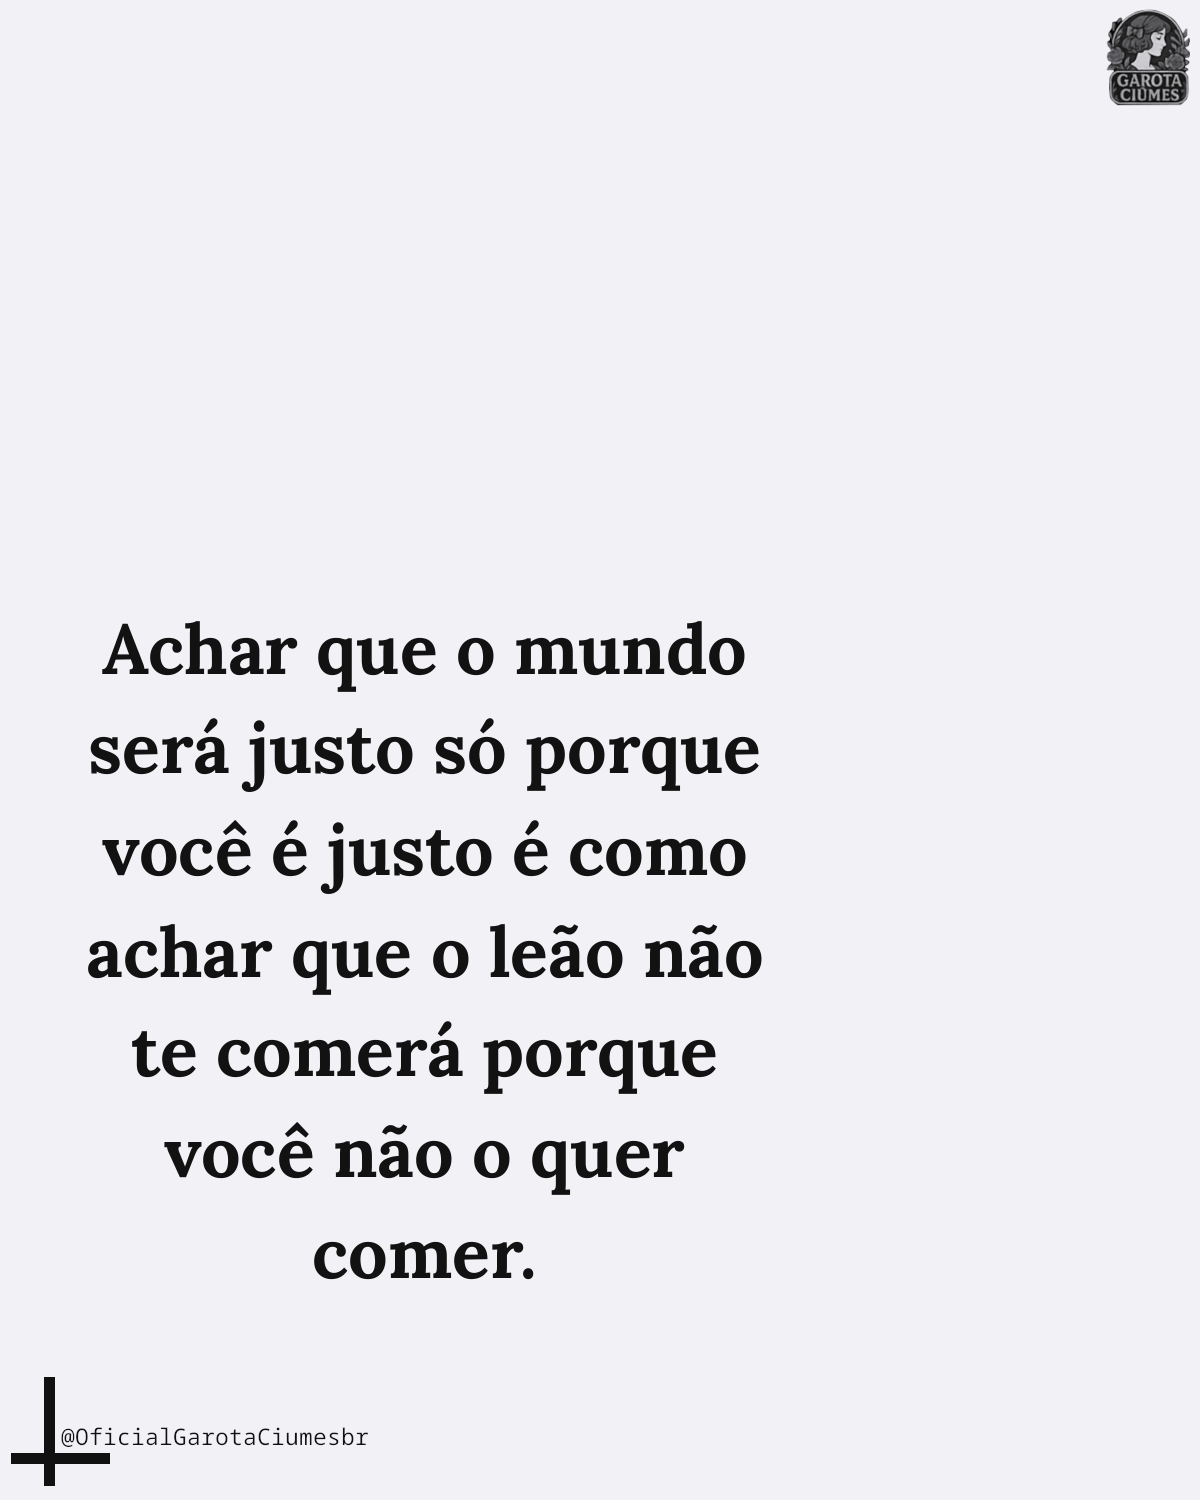 GAROTA
CIÚMES
Achar que o mundo
será justo só porque
você é justo é como
achar que o leão não
te comerá porque
você não o quer
comer.
@OficialGarotaCiumesbr